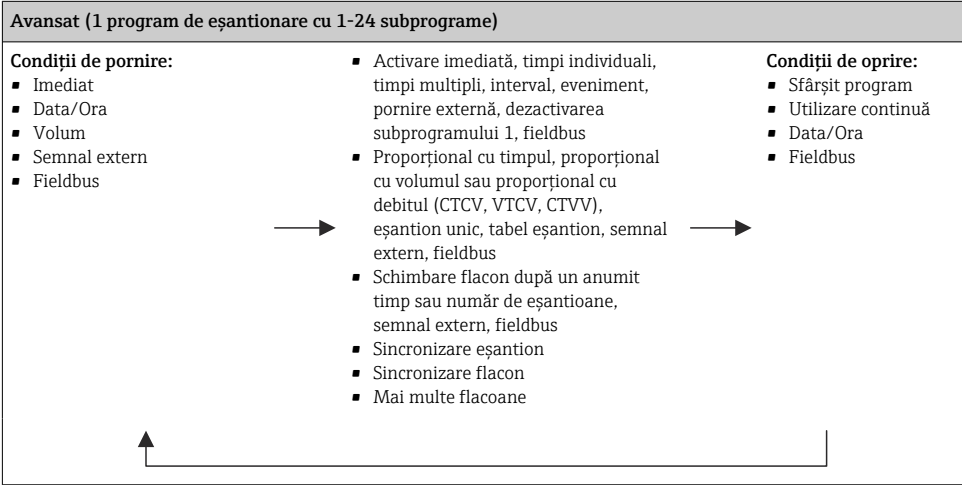 Avansat (1 program de eșantionare cu 1-24 subprograme)
Condiții de pornire:
▪ Imediat
▪ Data/Ora
▪ Volum
▪ Semnal extern
▪ Fieldbus
▪ Activare imediată, timpi individuali,
timpi multipli, interval, eveniment,
pornire externă, dezactivarea
subprogramului 1, fieldbus
▪ Proporțional cu timpul, proporțional
cu volumul sau proporțional cu
debitul (CTCV, VTCV, CTVV),
eșantion unic, tabel eșantion, semnal
extern, fieldbus
▪ Schimbare flacon după un anumit
timp sau număr de eșantioane,
semnal extern, fieldbus
▪ Sincronizare eșantion
▪ Sincronizare flacon
▪ Mai multe flacoane
Condiții de oprire:
▪ Sfârșit program
▪ Utilizare continuă
▪ Data/Ora
▪ Fieldbus